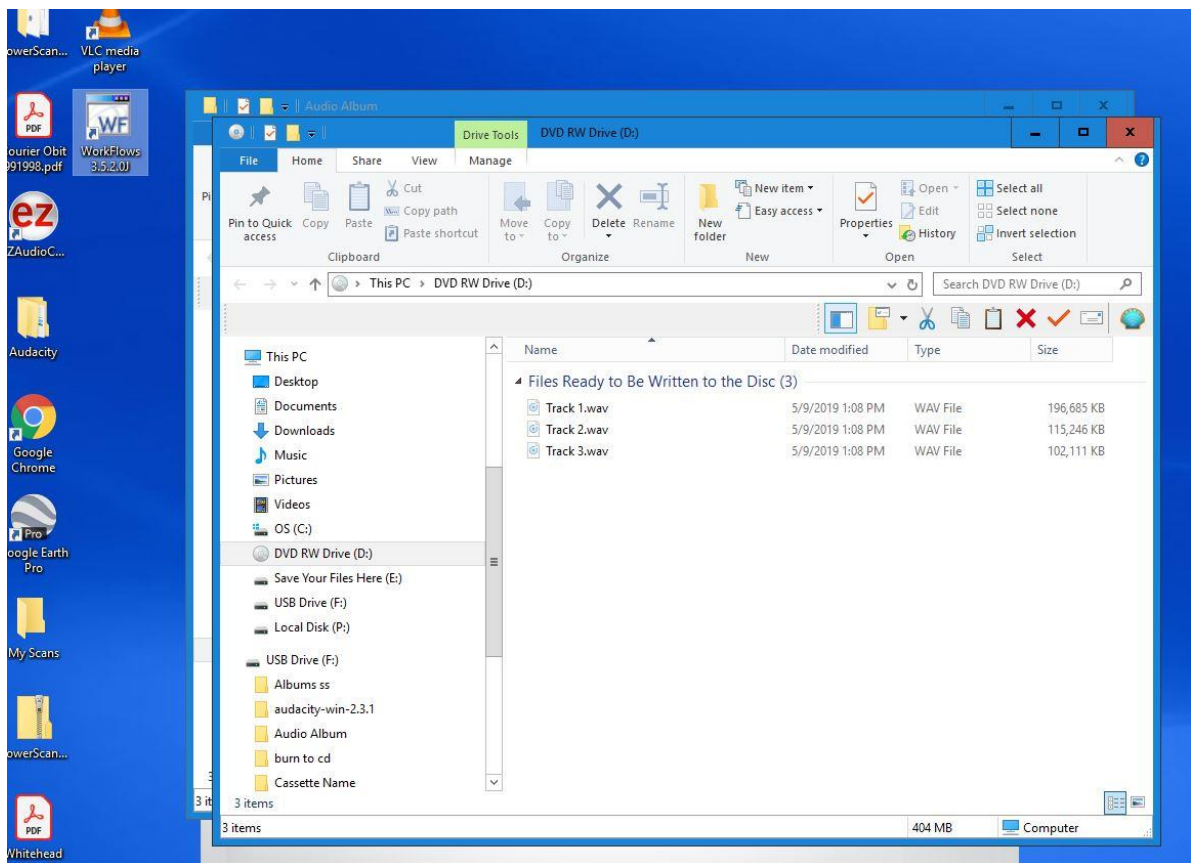 owerScan...
VLC media
player
PDF
ourier Obit
991998.pdf
WF
WorkFlows
3.5.2.0J
ez
ZAudioC...
Audacity
Google
Chrome
Pro
oogle Earth
Pro
My Scans
owerScan...
PDF
Whitehead
Audio Album
Pi
3 it
Drive Tools
DVD RW Drive (D:)
File Home Share View Manage
Pin to Quick
access
Copy
Paste
Cut
Copy path
Paste shortcut
Clipboard
Move
to
Copy
to
Delete
Rename
Organize
New
folder
New item
Easy access
New
Properties
Open
Edit
History
Open
Select all
Select none
Invert selection
Select
This PC > DVD RW Drive (D:)
Search DVD RW Drive (D:)
This PC
Desktop
Documents
Downloads
Music
Pictures
Videos
OS (C:)
DVD RW Drive (D:)
Save Your Files Here (E:)
USB Drive (F:)
Local Disk (P:)
USB Drive (F:)
Albums ss
audacity-win-2.3.1
Audio Album
burn to cd
Cassette Name
Name Date modified Type Size
Files Ready to Be Written to the Disc (3)
Track 1.wav 5/9/2019 1:08 PM WAV File 196,685 KB
Track 2.wav 5/9/2019 1:08 PM WAV File 115,246 KB
Track 3.wav 5/9/2019 1:08 PM WAV File 102,111 KB
3 items
3 items 404 MB Computer